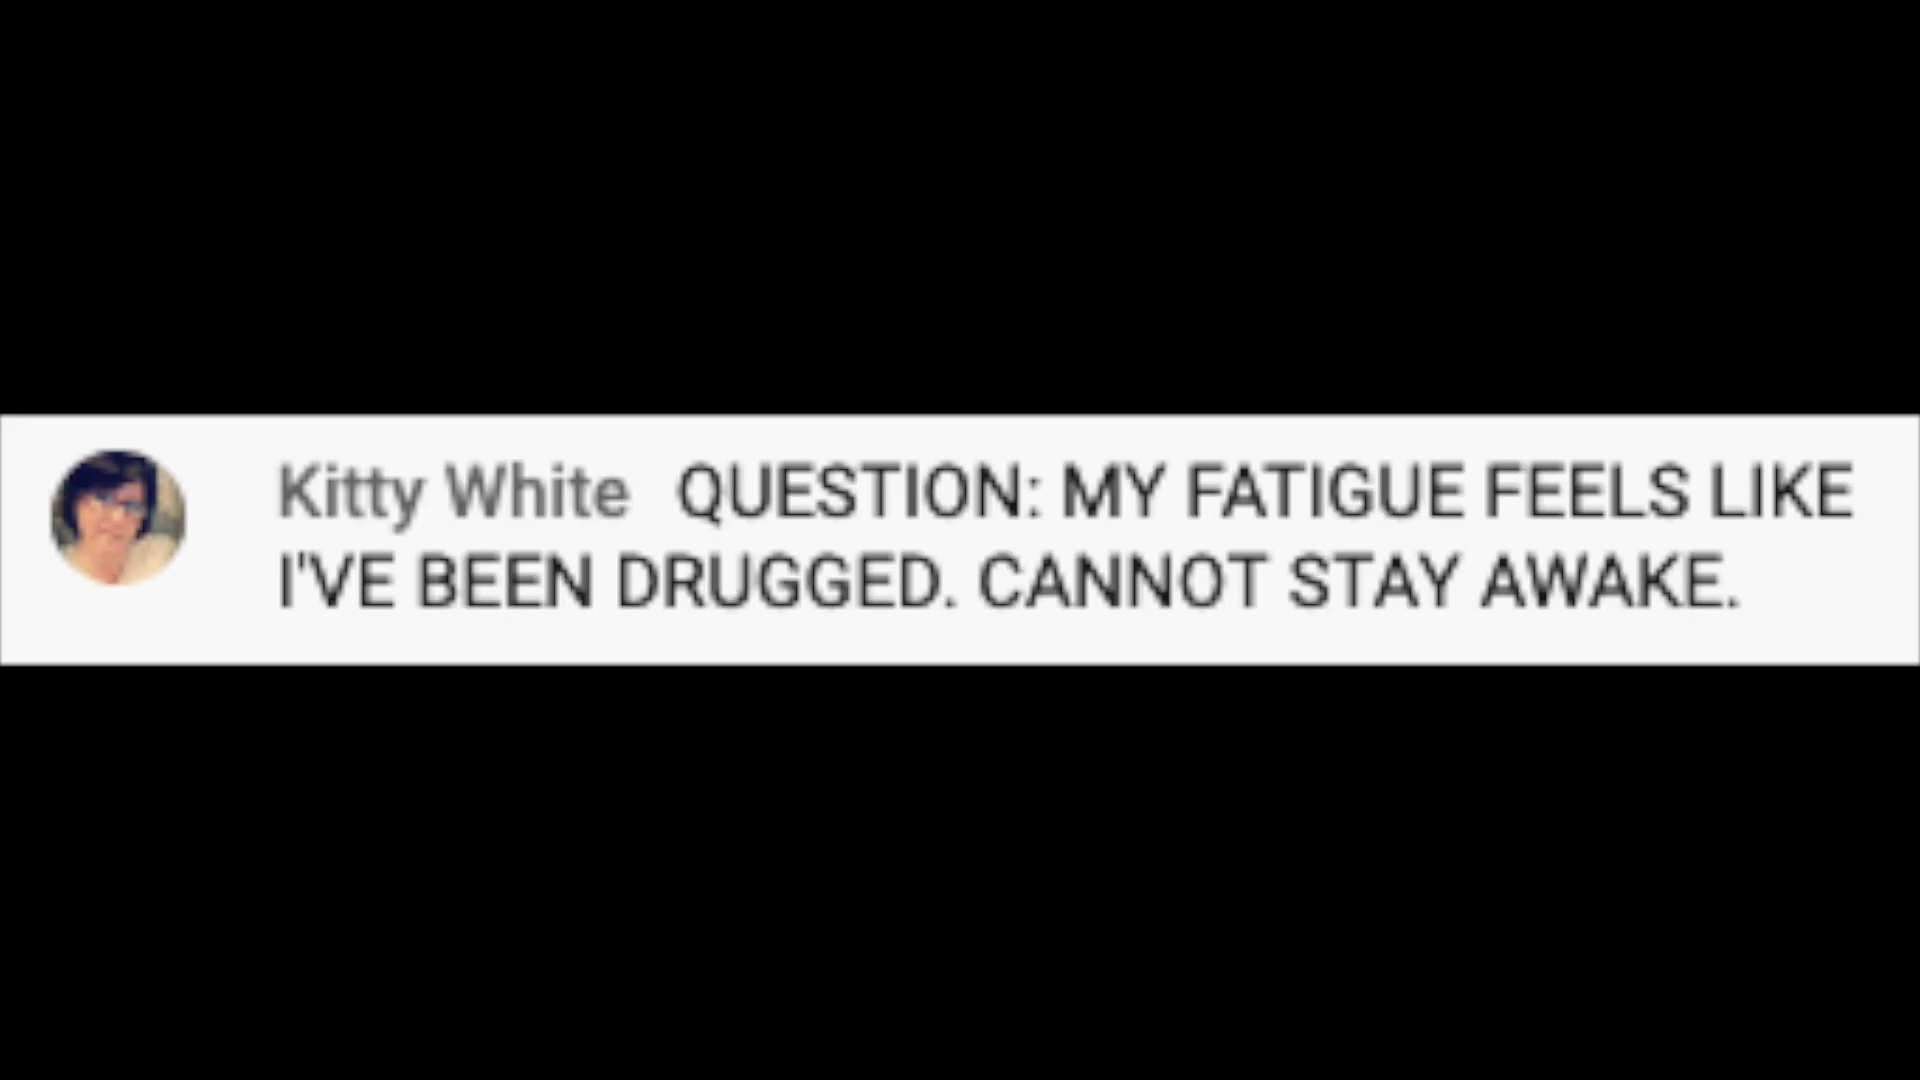 Kitty White QUESTION: MY FATIGUE FEELS LIKE
I'VE BEEN DRUGGED. CANNOT STAY AWAKE.